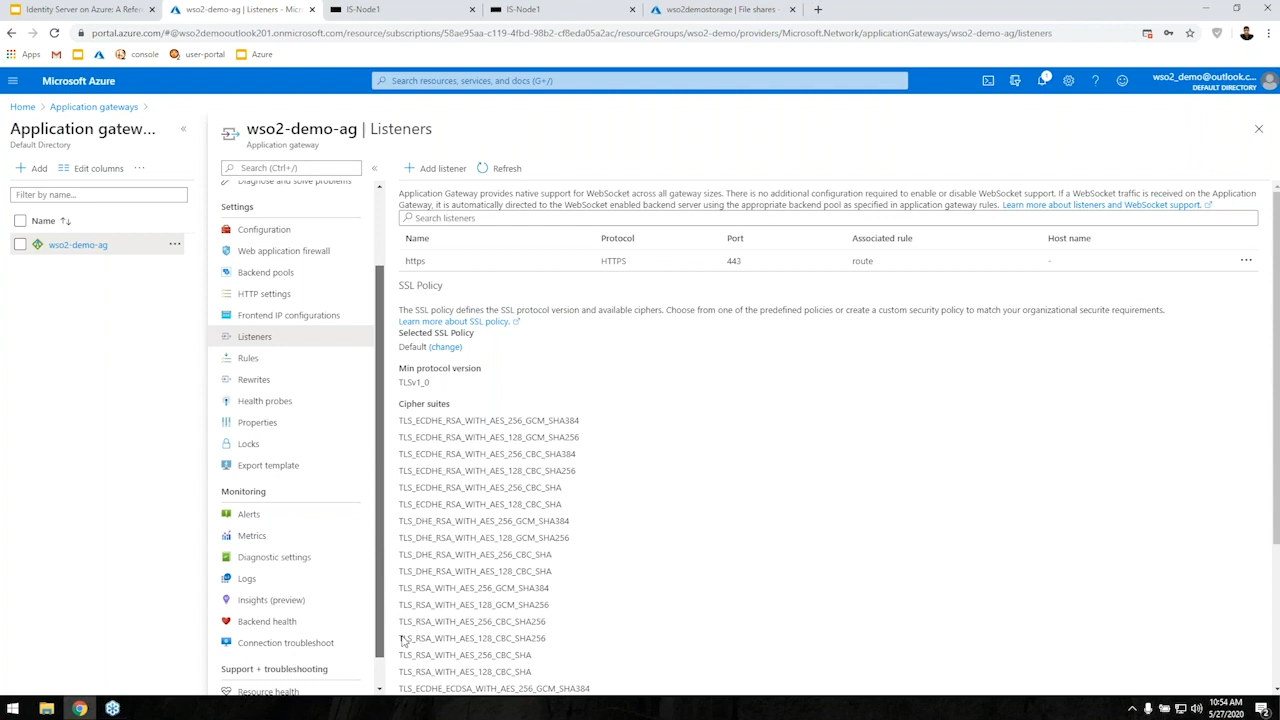 Identity Server on Azure: A Refere
wso2-demo-ag | Listeners - Micr
IS-Node1
IS-Node1
wso2demostorage | File shares -
portal.azure.com/#@wso2demooutlook201.onmicrosoft.com/resource/subscriptions/58ae95aa-c119-4fbd-98b2-cf8eda05a2ac/resourceGroups/wso2-demo/providers/Microsoft.Network/applicationGateways/wso2-demo-ag/listeners
Apps
console
user-portal
Azure
Microsoft Azure
Search resources, services, and docs (G+/)
1
wso2_demo@outlook.c...
DEFAULT DIRECTORY
Home > Application gateways >
Application gatew...
Default Directory
Add
Edit columns
Filter by name...
Name
wso2-demo-ag
wso2-demo-ag | Listeners
Application gateway
Search (Ctrl+/)
Diagnose and solve problems
Settings
Configuration
Web application firewall
Backend pools
HTTP settings
Frontend IP configurations
Listeners
Rules
Rewrites
Health probes
Properties
Locks
Export template
Monitoring
Alerts
Metrics
Diagnostic settings
Logs
Insights (preview)
Backend health
Connection troubleshoot
Support + troubleshooting
Resource health
Add listener
Refresh
Application Gateway provides native support for WebSocket across all gateway sizes. There is no additional configuration required to enable or disable WebSocket support. If a WebSocket traffic is received on the Application
Gateway, it is automatically directed to the WebSocket enabled backend server using the appropriate backend pool as specified in application gateway rules. Learn more about listeners and WebSocket support.
Search listeners
Name Protocol Port Associated rule Host name
https HTTPS 443 route -
SSL Policy
The SSL policy defines the SSL protocol version and available ciphers. Choose from one of the predefined policies or create a custom security policy to match your organizational securite requirements.
Learn more about SSL policy.
Selected SSL Policy
Default (change)
Min protocol version
TLSv1_0
Cipher suites
TLS_ECDHE_RSA_WITH_AES_256_GCM_SHA384
TLS_ECDHE_RSA_WITH_AES_128_GCM_SHA256
TLS_ECDHE_RSA_WITH_AES_256_CBC_SHA384
TLS_ECDHE_RSA_WITH_AES_128_CBC_SHA256
TLS_ECDHE_RSA_WITH_AES_256_CBC_SHA
TLS_ECDHE_RSA_WITH_AES_128_CBC_SHA
TLS_DHE_RSA_WITH_AES_256_GCM_SHA384
TLS_DHE_RSA_WITH_AES_128_GCM_SHA256
TLS_DHE_RSA_WITH_AES_256_CBC_SHA
TLS_DHE_RSA_WITH_AES_128_CBC_SHA
TLS_RSA_WITH_AES_256_GCM_SHA384
TLS_RSA_WITH_AES_128_GCM_SHA256
TLS_RSA_WITH_AES_256_CBC_SHA256
TLS_RSA_WITH_AES_128_CBC_SHA256
TLS_RSA_WITH_AES_256_CBC_SHA
TLS_RSA_WITH_AES_128_CBC_SHA
TLS_ECDHE_ECDSA_WITH_AES_256_GCM_SHA384
10:54 AM
5/27/2020
2